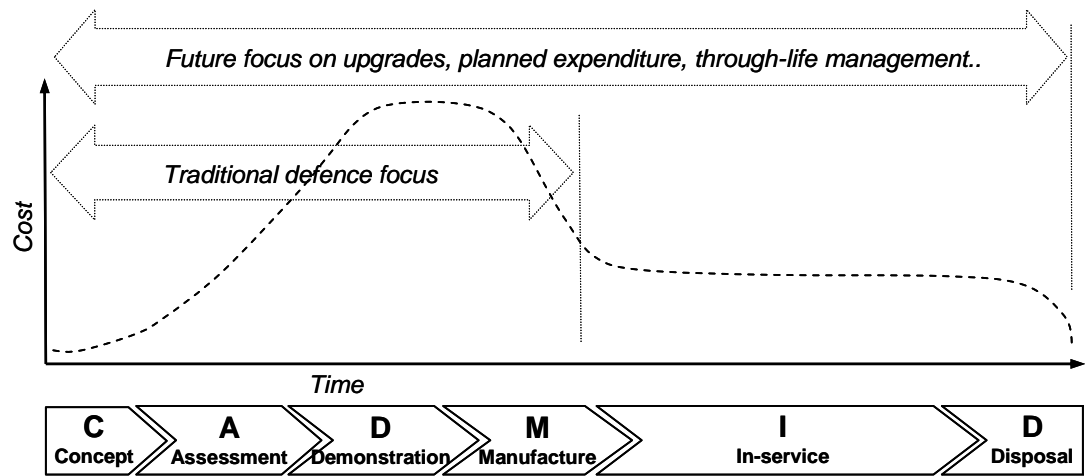 Future focus on upgrades, planned expenditure, through-life management..
Traditional defence focus
Cost
Time
C
Concept
A
Assessment
D
Demonstration
M
Manufacture
I
In-service
D
Disposal